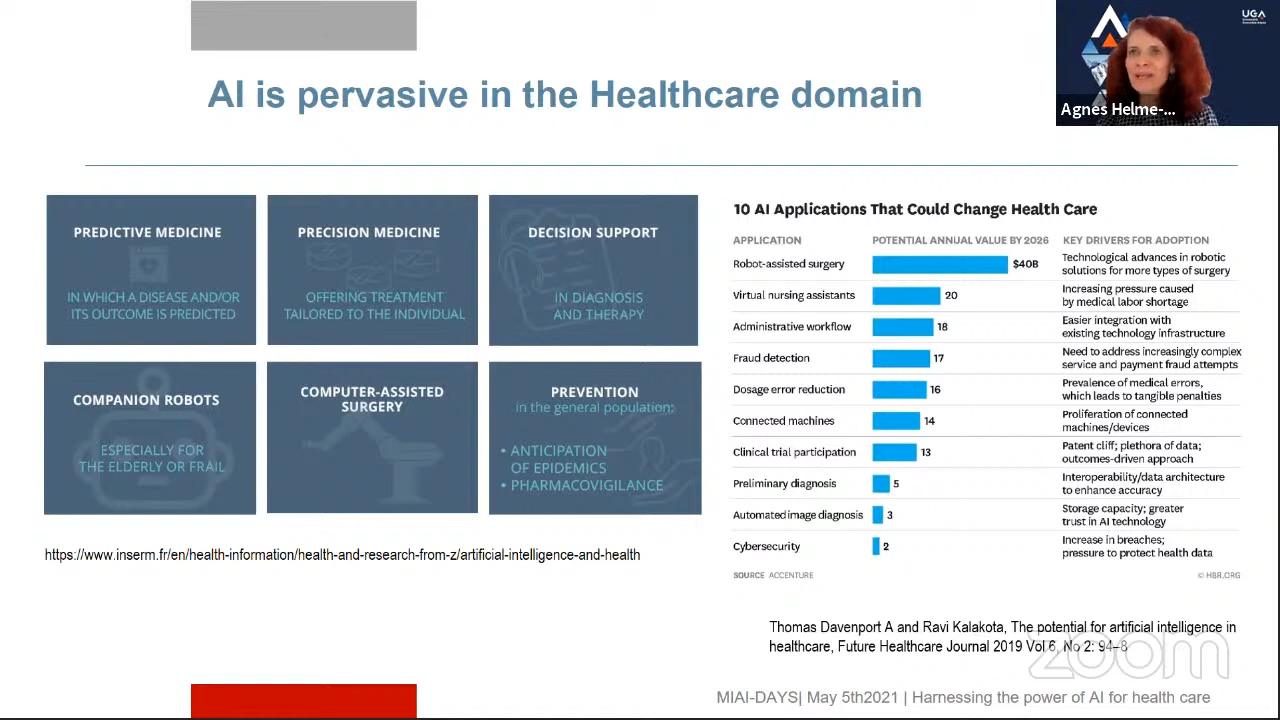 AI is pervasive in the Healthcare domain
UGA
Agnes Helme-...
PREDICTIVE MEDICINE
IN WHICH A DISEASE AND/OR
ITS OUTCOME IS PREDICTED
PRECISION MEDICINE
OFFERING TREATMENT
TAILORED TO THE INDIVIDUAL
DECISION SUPPORT
IN DIAGNOSIS
AND THERAPY
COMPANION ROBOTS
ESPECIALLY FOR
THE ELDERLY OR FRAIL
COMPUTER-ASSISTED
SURGERY
PREVENTION
in the general population:
• ANTICIPATION
OF EPIDEMICS
• PHARMACOVIGILANCE
https://www.inserm.fr/en/health-information/health-and-research-from-z/artificial-intelligence-and-health
10 AI Applications That Could Change Health Care
APPLICATION POTENTIAL ANNUAL VALUE BY 2026 KEY DRIVERS FOR ADOPTION
Robot-assisted surgery $40B Technological advances in robotic
solutions for more types of surgery
Virtual nursing assistants 20 Increasing pressure caused
by medical labor shortage
Administrative workflow 18 Easier integration with
existing technology infrastructure
Fraud detection 17 Need to address increasingly complex
service and payment fraud attempts
Dosage error reduction 16 Prevalence of medical errors,
which leads to tangible penalties
Connected machines 14 Proliferation of connected
machines/devices
Clinical trial participation 13 Patent cliff; plethora of data;
outcomes-driven approach
Preliminary diagnosis 5 Interoperability/data architecture
to enhance accuracy
Automated image diagnosis 3 Storage capacity; greater
trust in AI technology
Cybersecurity 2 Increase in breaches;
pressure to protect health data
SOURCE ACCENTURE © HBR.ORG
Thomas Davenport A and Ravi Kalakota, The potential for artificial intelligence in
healthcare, Future Healthcare Journal 2019 Vol 6, No 2: 94–8
zoom
MIAI-DAYS| May 5th2021 | Harnessing the power of AI for health care